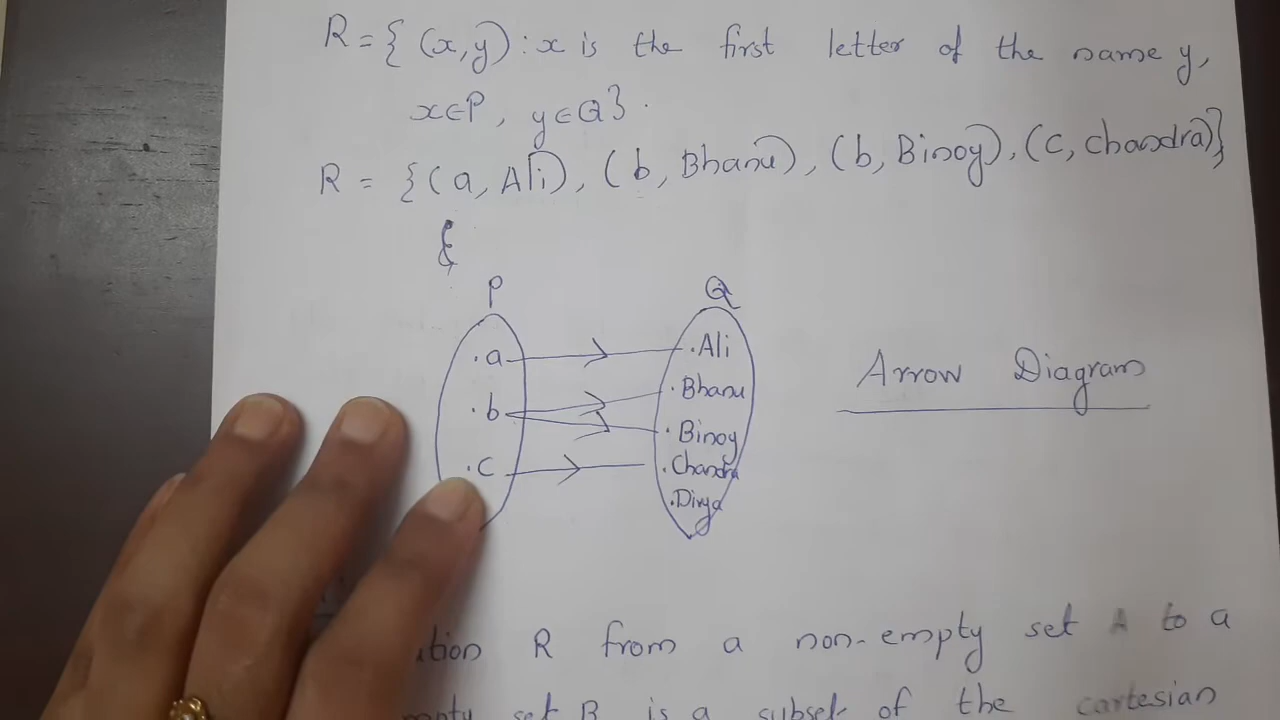 R = { (x,y) : x is the first letter of the name y,
x∈P, y∈Q}.
R = {(a, Ali), (b, Bhanu), (b, Binoy), (c, Chandra)}
{
P Q
.a .Ali
.Bhanu
.b
.Binoy
.c .Chandra
.Divya
Arrow Diagram
R from a non-empty set A to a
set B is a subset of the cartesian